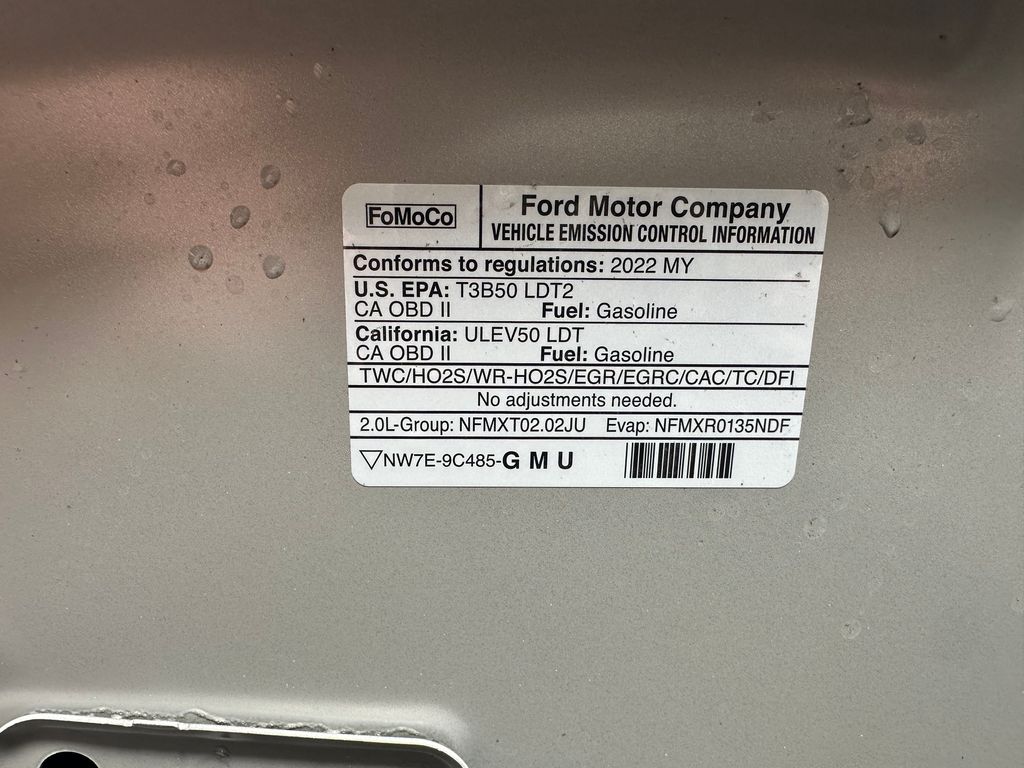 FoMoCo
Ford Motor Company
VEHICLE EMISSION CONTROL INFORMATION
Conforms to regulations: 2022 MY
U.S. EPA: T3B50 LDT2
CA OBD II Fuel: Gasoline
California: ULEV50 LDT
CA OBD II Fuel: Gasoline
TWC/HO2S/WR-HO2S/EGR/EGRC/CAC/TC/DFI
No adjustments needed.
2.0L-Group: NFMXT02.02JU Evap: NFMXR0135NDF
NW7E-9C485-G M U